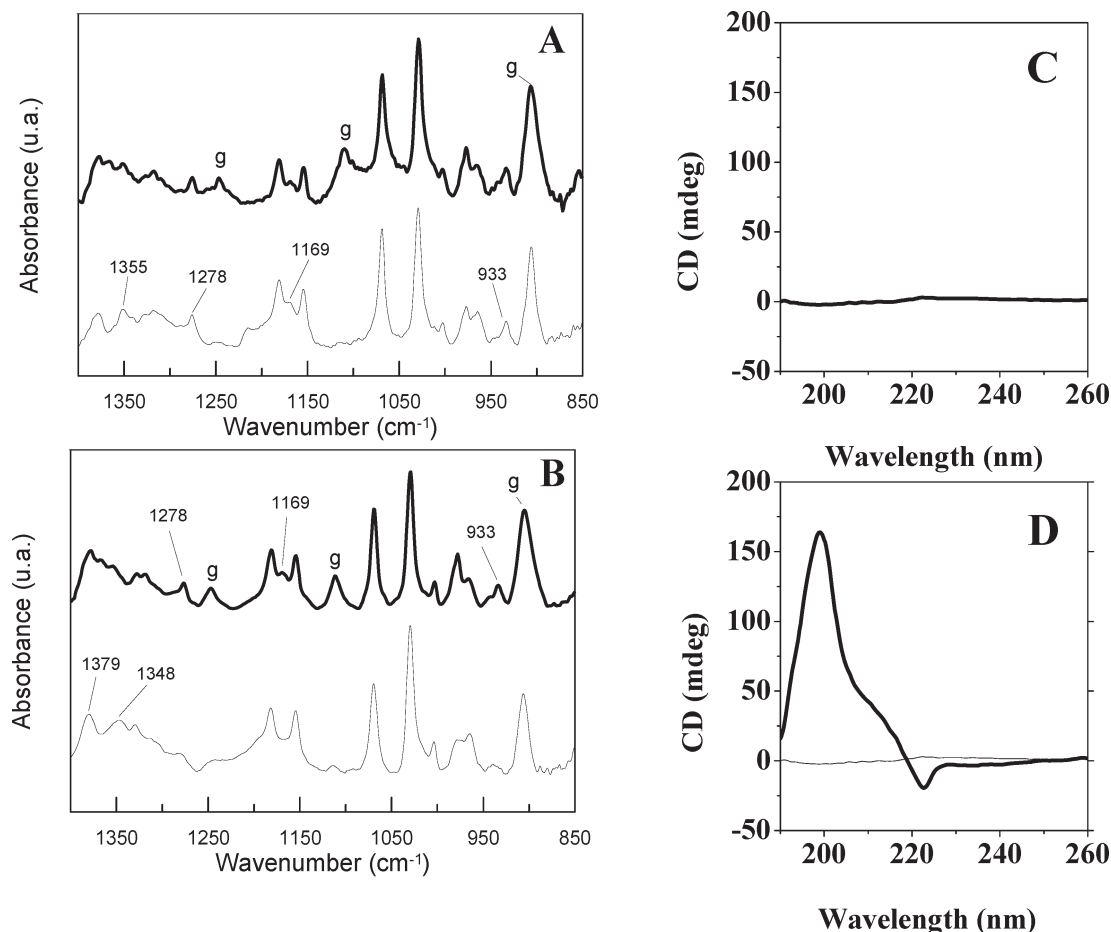 A
g
g
g
1355
1278
1169
933
Absorbance (u.a.)
1350 1250 1150 1050 950 850
Wavenumber (cm-1)
B
g
1278
1169
g
g
933
1379
1348
Absorbance (u.a.)
1350 1250 1150 1050 950 850
Wavenumber (cm-1)
C
200
150
100
50
0
-50
CD (mdeg)
200 220 240 260
Wavelength (nm)
D
200
150
100
50
0
-50
CD (mdeg)
200 220 240 260
Wavelength (nm)